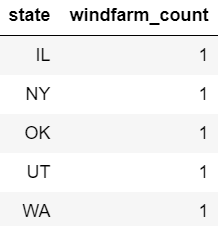 state windfarm_count
IL 1
NY 1
OK 1
UT 1
WA 1